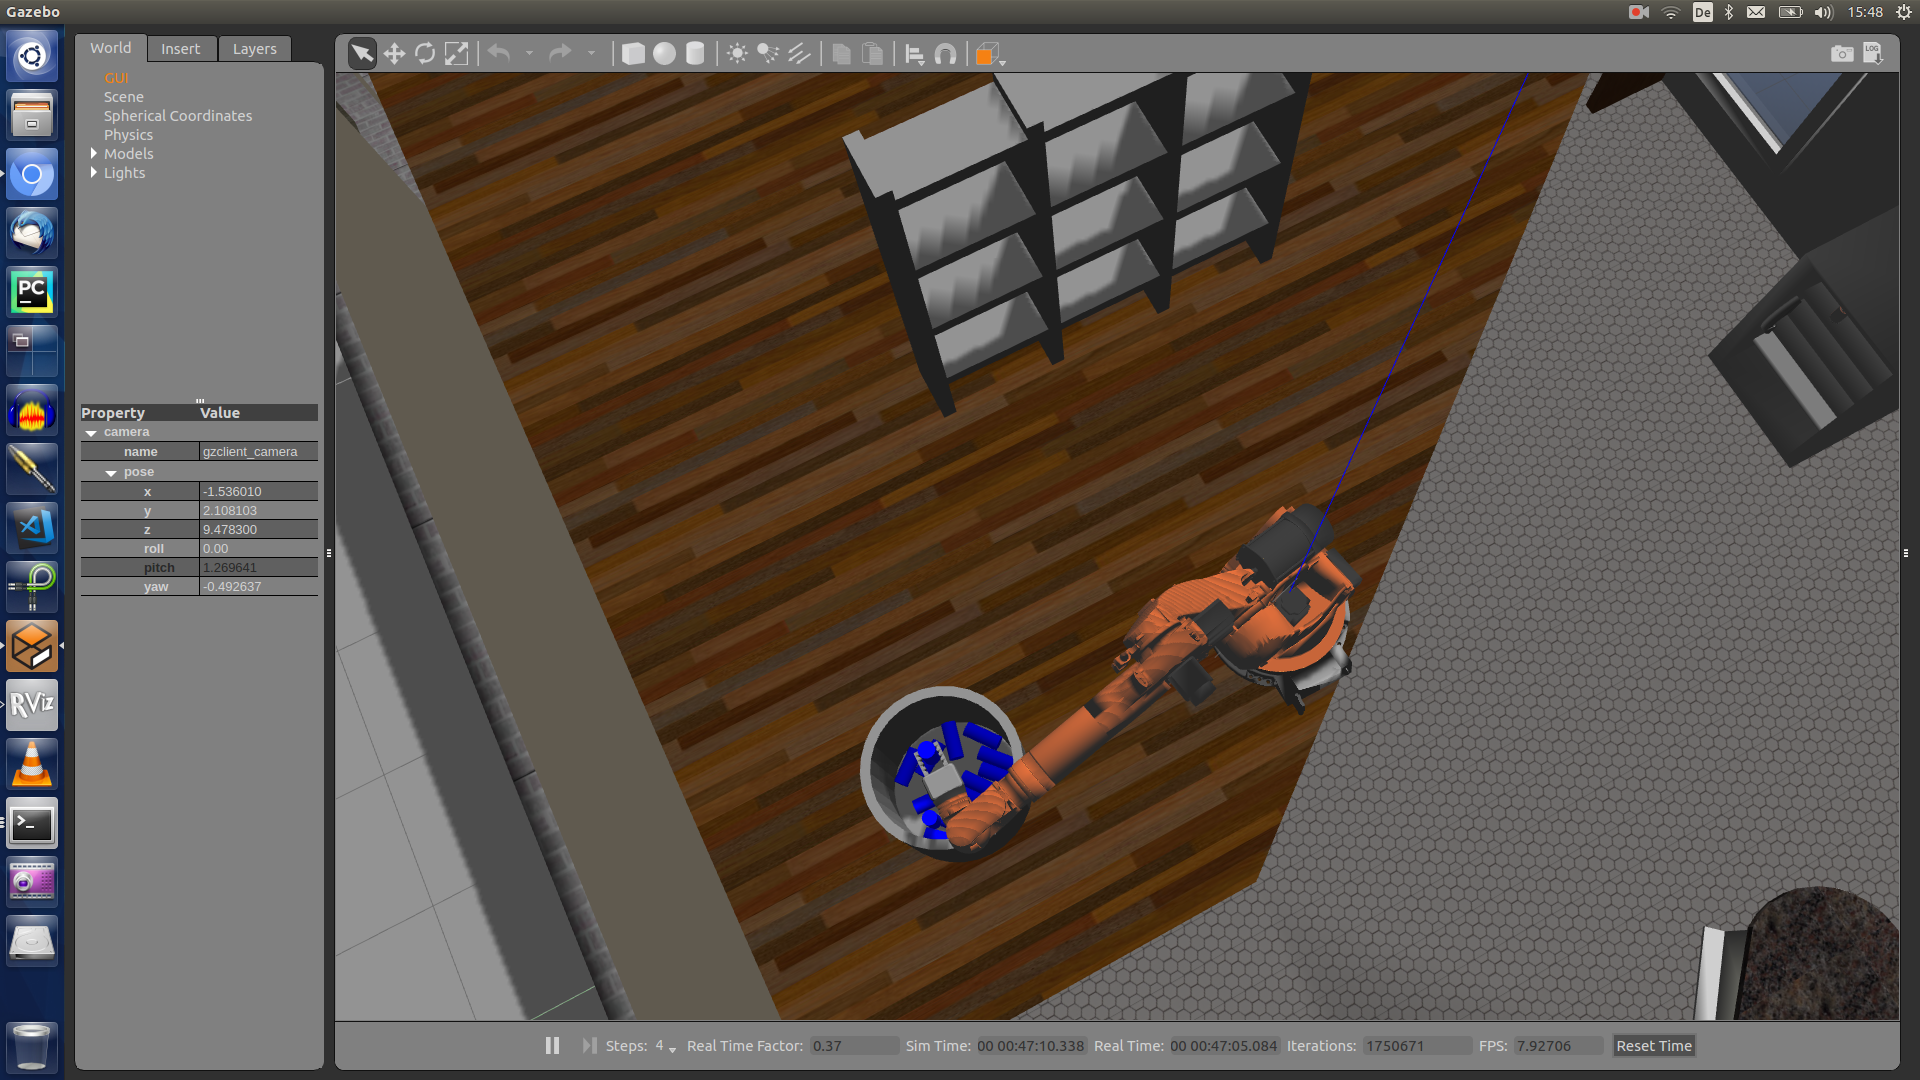 Gazebo
De
15:48
World Insert Layers
LOG
GUI
Scene
Spherical Coordinates
Physics
Models
Lights
PC
Property Value
camera
name gzclient_camera
pose
x -1.536010
y 2.108103
z 9.478300
roll 0.00
pitch 1.269641
yaw -0.492637
RViz
>_
Steps: 4 Real Time Factor: 0.37 Sim Time: 00 00:47:10.338 Real Time: 00 00:47:05.084 Iterations: 1750671 FPS: 7.92706 Reset Time